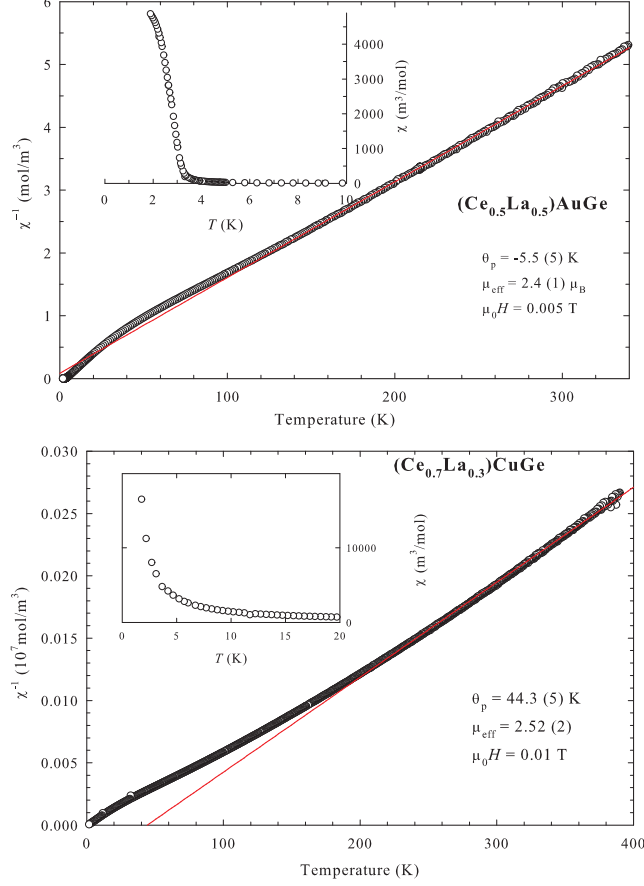 6
5
4
3
2
1
0
χ⁻¹ (mol/m³)
4000
3000
2000
1000
0
χ (m³/mol)
0 2 4 6 8 10
T (K)
(Ce₀.₅La₀.₅)AuGe
θₚ = -5.5 (5) K
μeff = 2.4 (1) μB
μ₀H = 0.005 T
0 100 200 300
Temperature (K)
0.030
0.025
0.020
0.015
0.010
0.005
0.000
χ⁻¹ (10⁷mol/m³)
(Ce₀.₇La₀.₃)CuGe
10000
0
χ (m³/mol)
0 5 10 15 20
T (K)
θₚ = 44.3 (5) K
μeff = 2.52 (2)
μ₀H = 0.01 T
0 100 200 300 400
Temperature (K)